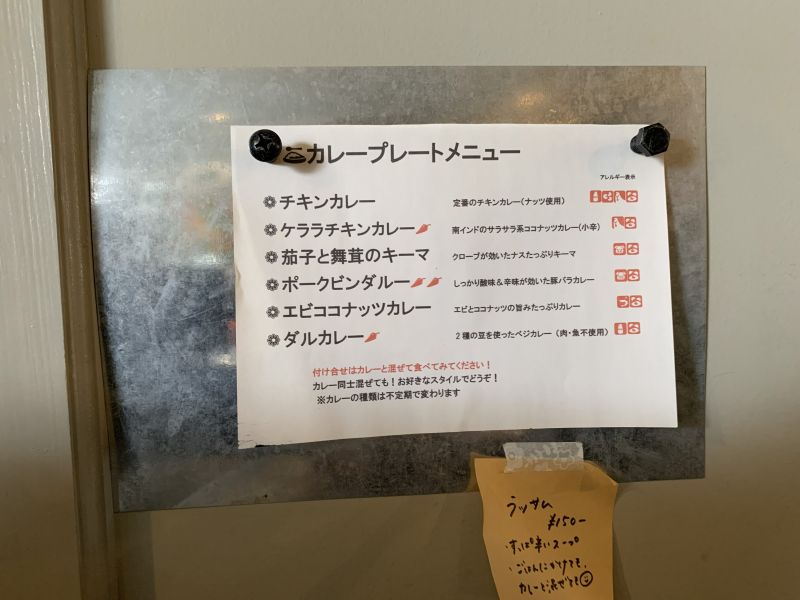 カレープレートメニュー
アレルギー表示
チキンカレー 定番のチキンカレー(ナッツ使用)
ケララチキンカレー 南インドのサラサラ系ココナッツカレー(小辛)
茄子と舞茸のキーマ クローブが効いたナスたっぷりキーマ
ポークビンダルー しっかり酸味&辛味が効いた豚バラカレー
エビココナッツカレー エビとココナッツの旨みたっぷりカレー
ダルカレー 2種の豆を使ったベジカレー(肉・魚不使用)
付け合せはカレーと混ぜて食べてみてください!
カレー同士混ぜても!お好きなスタイルでどうぞ!
※カレーの種類は不定期で変わります
ラッサム
¥150-
・すっぱ辛いスープ
・ごはんにかけても、
カレーと混ぜても